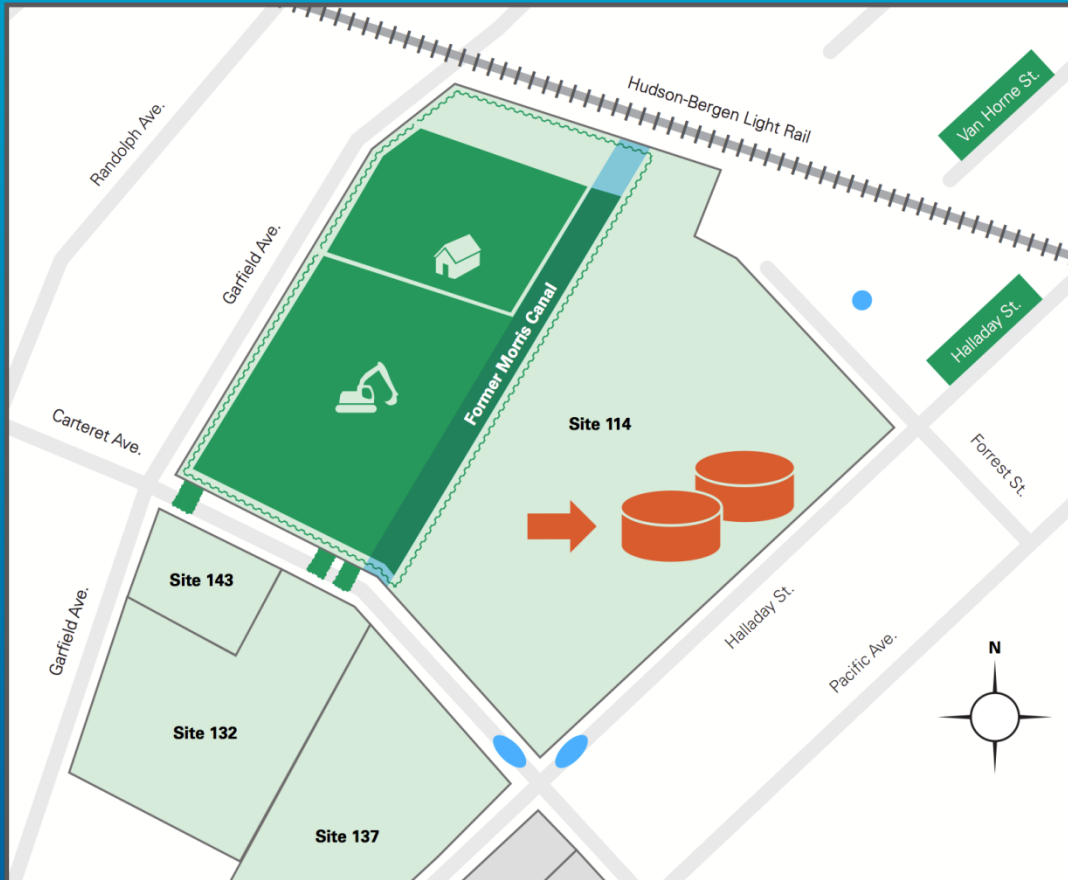 Hudson-Bergen Light Rail
Van Horne St.
Randolph Ave.
Garfield Ave.
Halladay St.
Former Morris Canal
Carteret Ave.
Site 114
Forrest St.
Site 143
Garfield Ave.
Halladay St.
Pacific Ave.
N
Site 132
Site 137